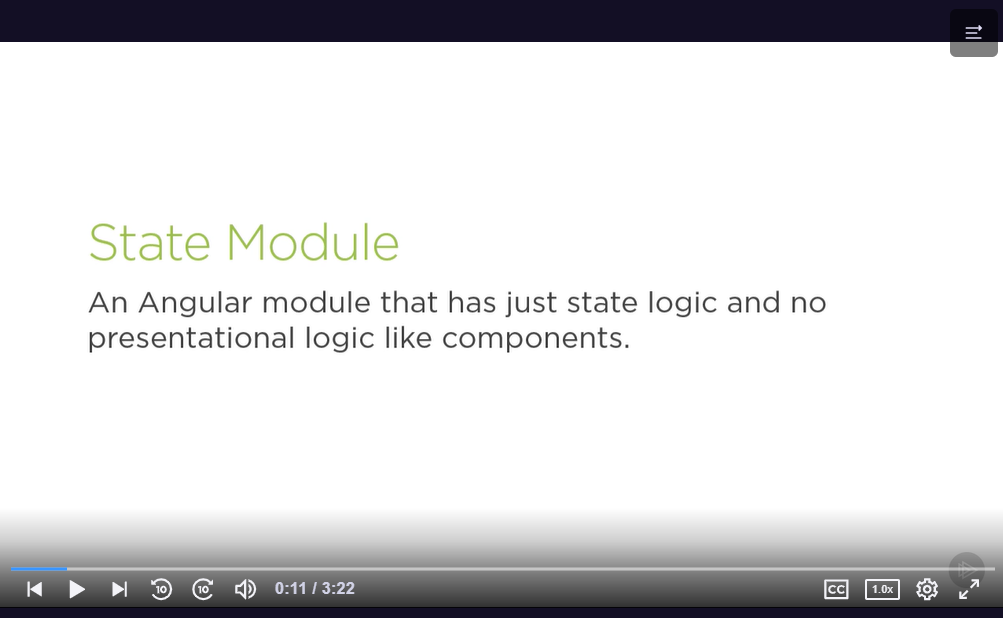 State Module
An Angular module that has just state logic and no
presentational logic like components.
10
10
0:11 / 3:22
CC
1.0x